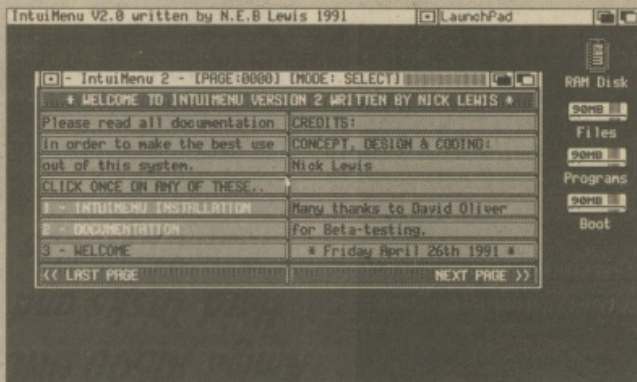 IntuiMenu V2.0 written by N.E.B Lewis 1991
LaunchPad
- IntuiMenu 2 - [PAGE:0000] [MODE: SELECT]
* WELCOME TO INTUIMENU VERSION 2 WRITTEN BY NICK LEWIS *
Please read all documentation
in order to make the best use
out of this system.
CLICK ONCE ON ANY OF THESE..
1 - INTUIMENU INSTALLATION
2 - DOCUMENTATION
3 - WELCOME
<< LAST PAGE
CREDITS:
CONCEPT, DESIGN & CODING:
Nick Lewis
Many thanks to David Oliver
for Beta-testing.
* Friday April 26th 1991 *
NEXT PAGE >>
RAM Disk
90MB
Files
90MB
Programs
90MB
Boot